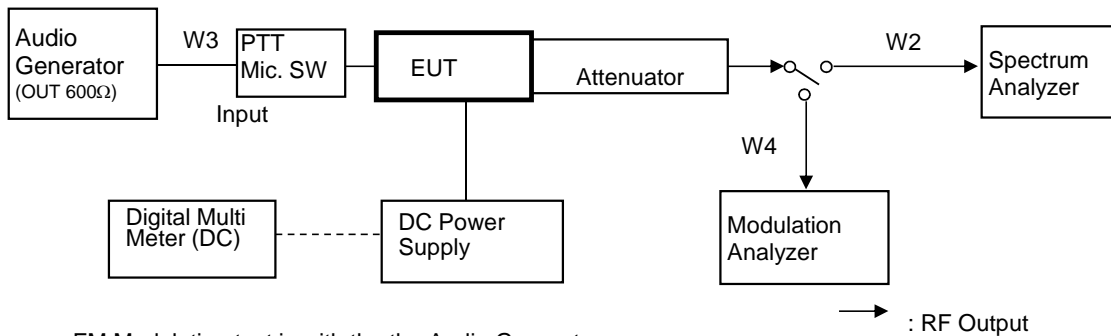 Audio
Generator
(OUT 600Ω)
W3
PTT
Mic. SW
Input
EUT
Attenuator
W2
Spectrum
Analyzer
W4
Digital Multi
Meter (DC)
DC Power
Supply
Modulation
Analyzer
: RF Output